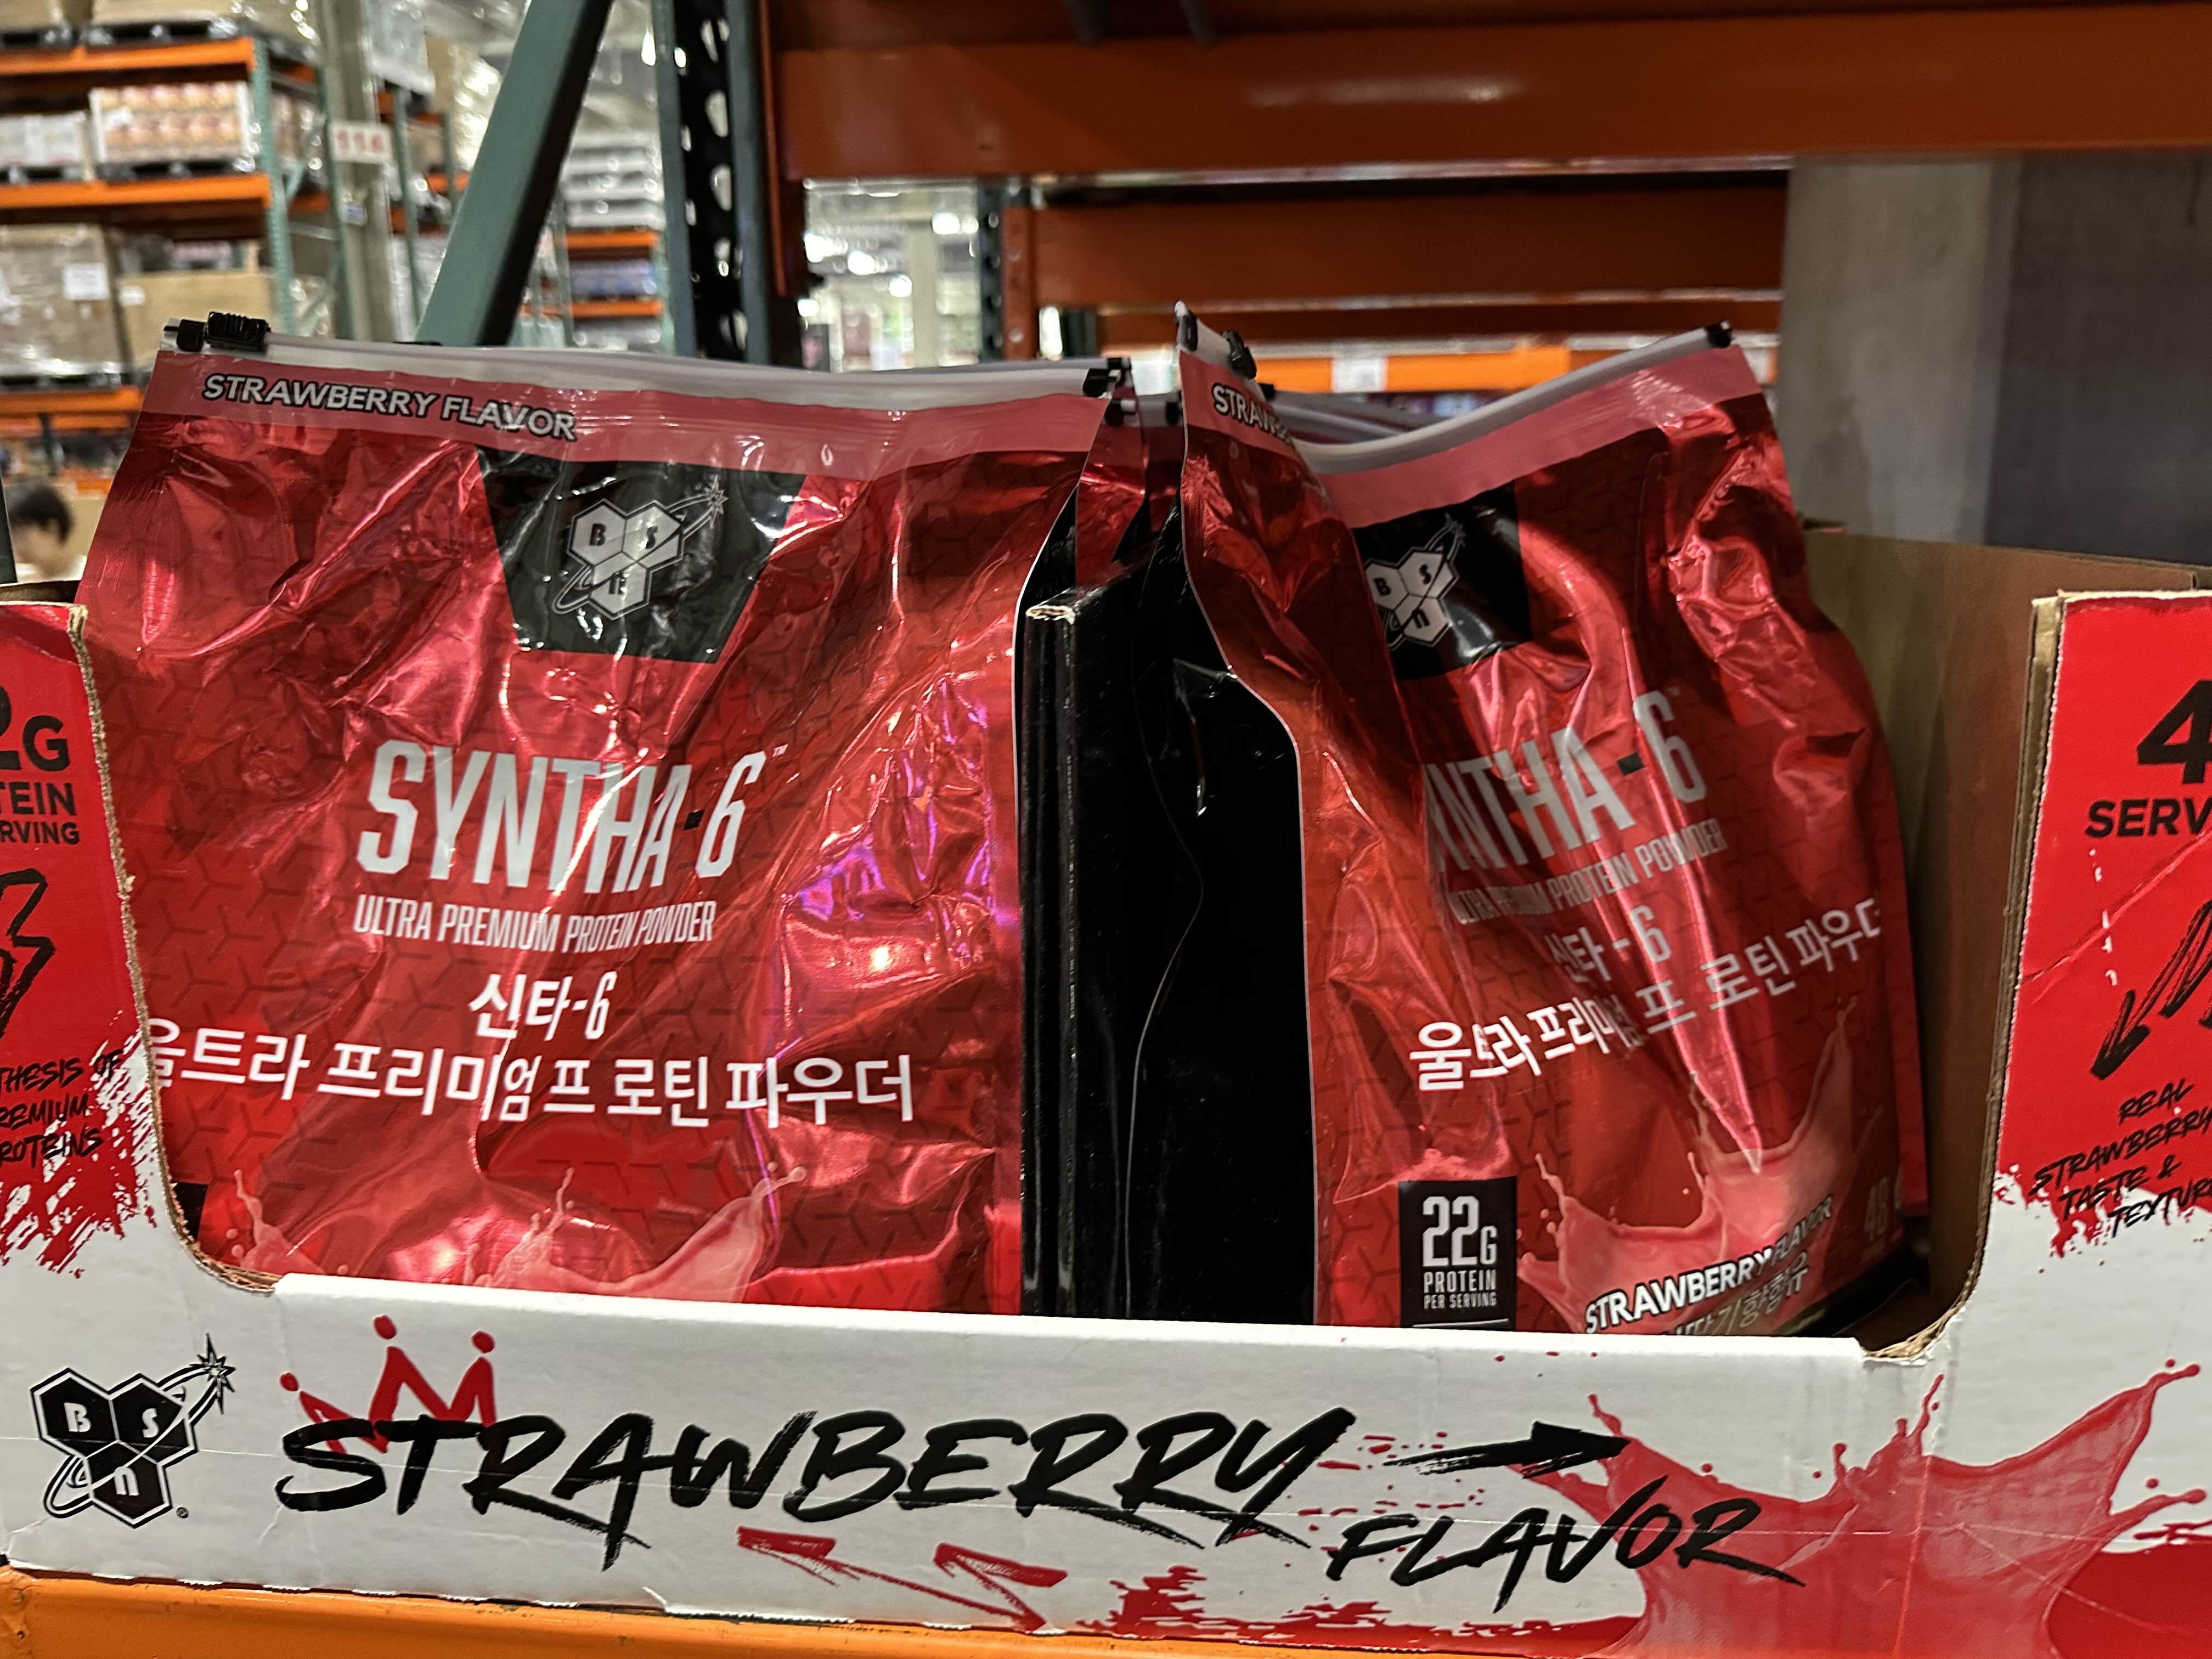 116
STRAWBERRY FLAVOR
BSN
SYNTHA-6™
ULTRA PREMIUM PROTEIN POWDER
신타-6
울트라 프리미엄 프 로틴 파우더
BSN
NTHA-6
PROTEIN POWDER
신타-6
울트라 프리미엄 프 로틴 파우더
22G
PROTEIN
PER SERVING
STRAWBERRY FLAVOR
48
2G
TEIN
RVING
THESIS OF
REMIUM
ROTEINS
4
SERV
REAL
STRAWBERRY
TASTE &
TEXTUR
BSN®
STRAWBERRY
FLAVOR